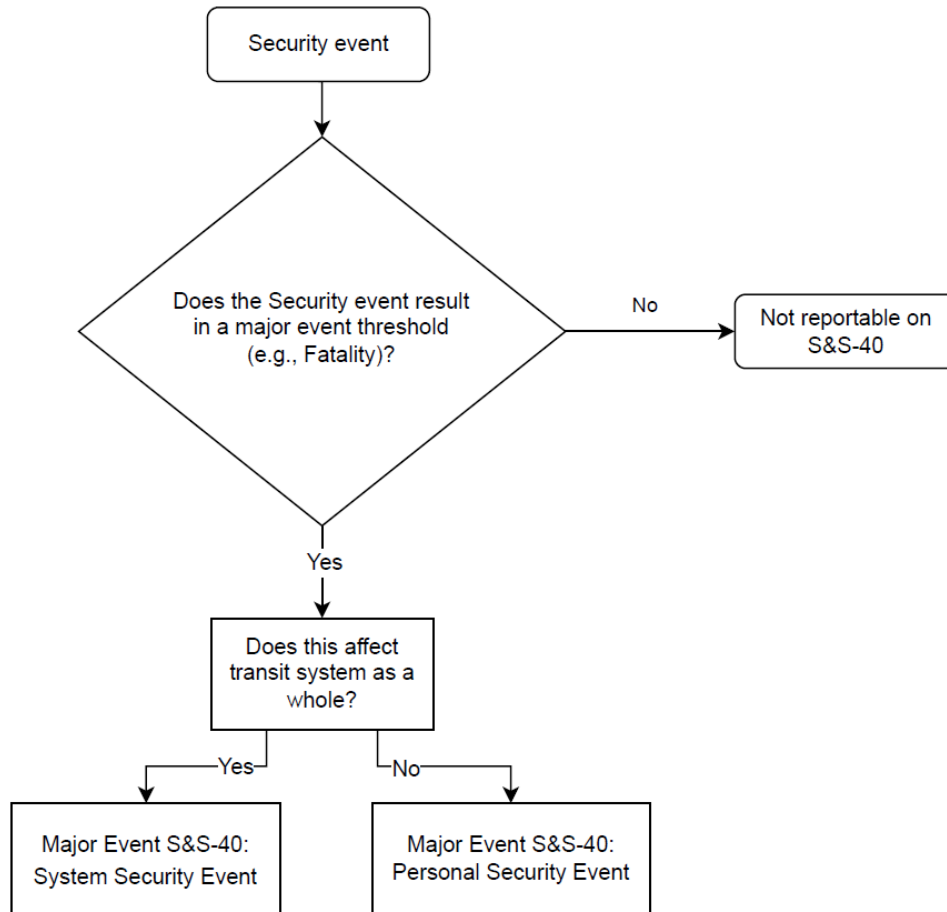 Security event
Does the Security event result
in a major event threshold
(e.g., Fatality)?
No
Not reportable on
S&S-40
Yes
Does this affect
transit system as a
whole?
Yes
No
Major Event S&S-40:
System Security Event
Major Event S&S-40:
Personal Security Event